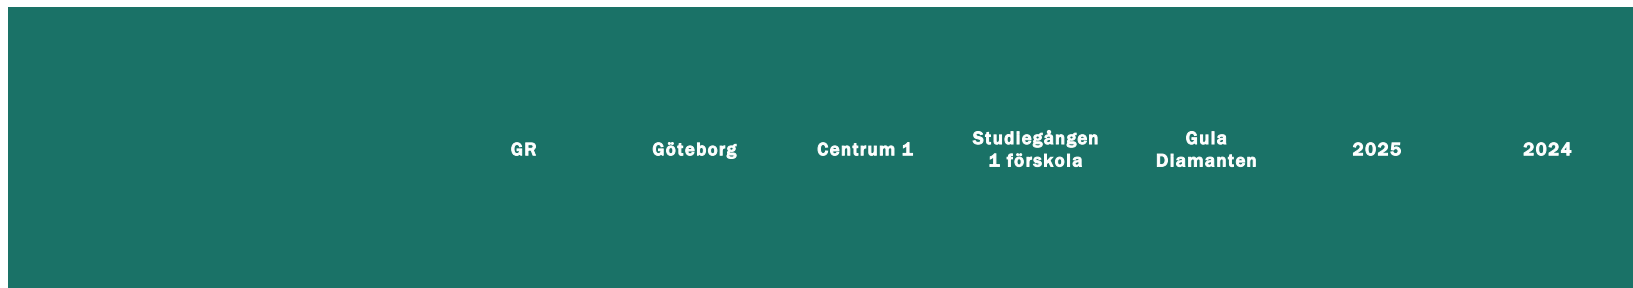 GR
Göteborg
Centrum 1
Studiegången
1 förskola
Gula
Diamanten
2025
2024